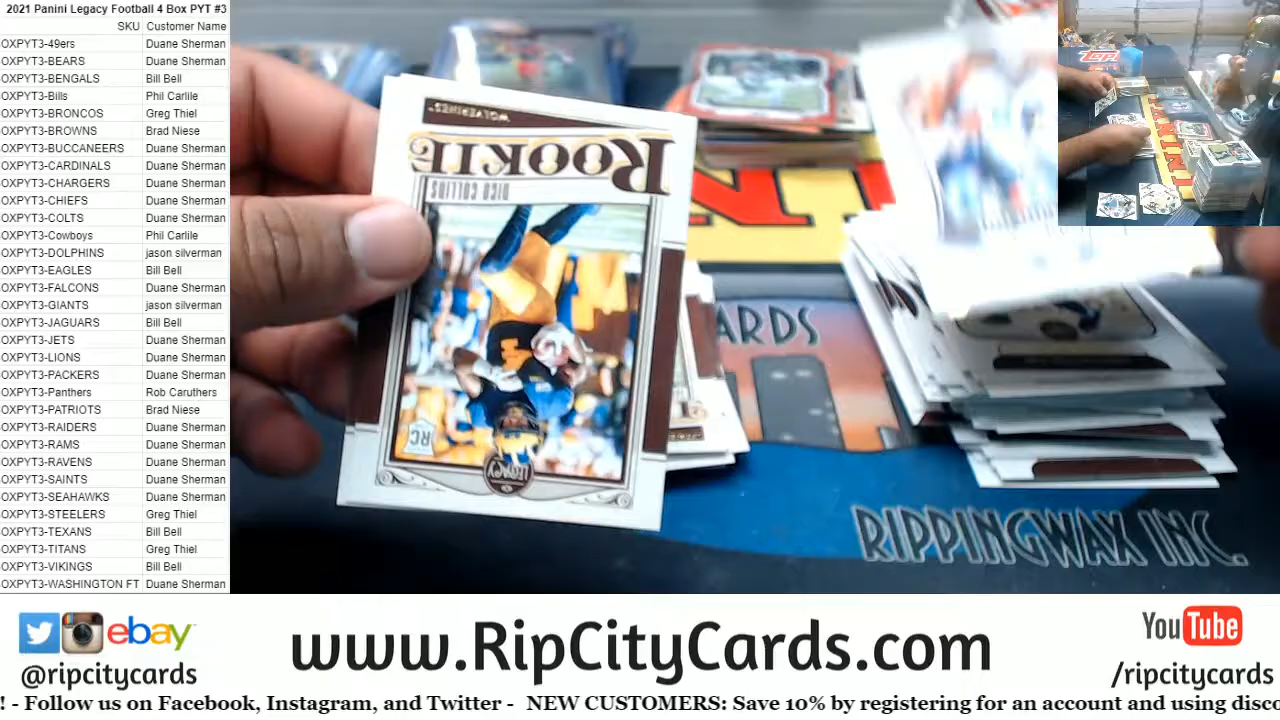 2021 Panini Legacy Football 4 Box PYT #3
SKU Customer Name
OXPYT3-49ers Duane Sherman
OXPYT3-BEARS Duane Sherman
OXPYT3-BENGALS Bill Bell
OXPYT3-Bills Phil Carlile
OXPYT3-BRONCOS Greg Thiel
OXPYT3-BROWNS Brad Niese
OXPYT3-BUCCANEERS Duane Sherman
OXPYT3-CARDINALS Duane Sherman
OXPYT3-CHARGERS Duane Sherman
OXPYT3-CHIEFS Duane Sherman
OXPYT3-COLTS Duane Sherman
OXPYT3-Cowboys Phil Carlile
OXPYT3-DOLPHINS jason silverman
OXPYT3-EAGLES Bill Bell
OXPYT3-FALCONS Duane Sherman
OXPYT3-GIANTS jason silverman
OXPYT3-JAGUARS Bill Bell
OXPYT3-JETS Duane Sherman
OXPYT3-LIONS Duane Sherman
OXPYT3-PACKERS Duane Sherman
OXPYT3-Panthers Rob Caruthers
OXPYT3-PATRIOTS Brad Niese
OXPYT3-RAIDERS Duane Sherman
OXPYT3-RAMS Duane Sherman
OXPYT3-RAVENS Duane Sherman
OXPYT3-SAINTS Duane Sherman
OXPYT3-SEAHAWKS Duane Sherman
OXPYT3-STEELERS Greg Thiel
OXPYT3-TEXANS Bill Bell
OXPYT3-TITANS Greg Thiel
OXPYT3-VIKINGS Bill Bell
OXPYT3-WASHINGTON FT Duane Sherman
WOLVERINES
ROOKIE
NICO COLLINS
RC
LEGACY
ARDS
RIPPINGWAX INC.
Topps
PANINI
ebay
@ripcitycards
www.RipCityCards.com
YouTube
/ripcitycards
! - Follow us on Facebook, Instagram, and Twitter - NEW CUSTOMERS: Save 10% by registering for an account and using disco